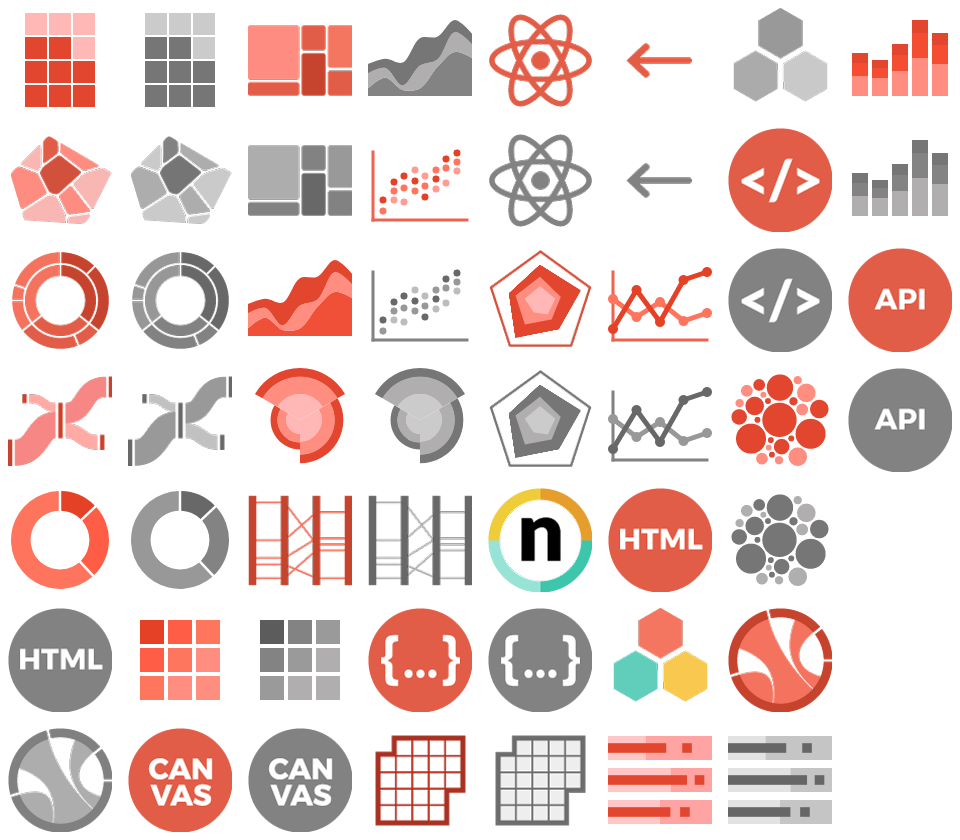 </>
</>
API
API
n
HTML
HTML
{...}
{...}
CAN
VAS
CAN
VAS